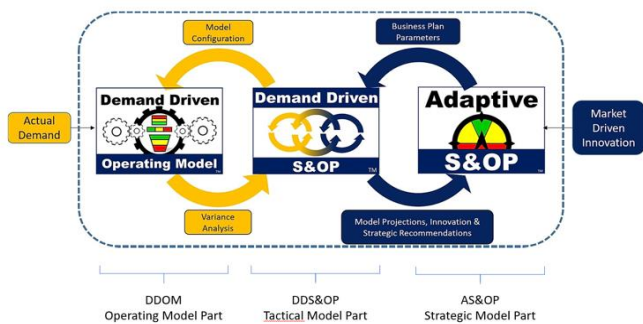 Model
Configuration
Business Plan
Parameters
Actual
Demand
Demand Driven
Operating Model
Demand Driven
S&OP
TM
Adaptive
S&OP
Market
Driven
Innovation
Variance
Analysis
Model Projections, Innovation &
Strategic Recommendations
DDOM
Operating Model Part
DDS&OP
Tactical Model Part
AS&OP
Strategic Model Part